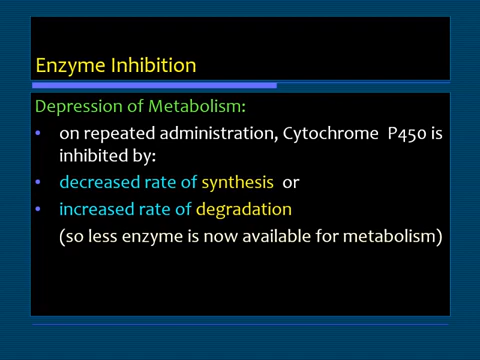 Enzyme Inhibition
Depression of Metabolism:
• on repeated administration, Cytochrome P450 is
inhibited by:
• decreased rate of synthesis or
• increased rate of degradation
(so less enzyme is now available for metabolism)